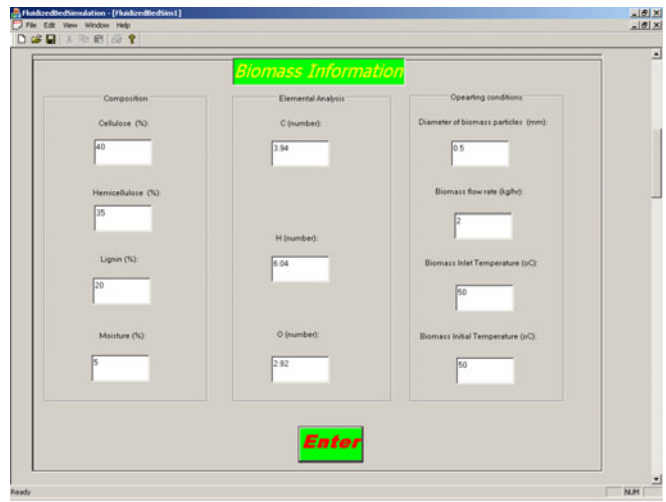 FluidizedBedSimulation - [FluidizedBedSim1]
File Edit View Window Help
Biomass Information
Composition
Cellulose (%):
40
Hemicellulose (%):
35
Lignin (%):
20
Moisture (%):
5
Elemental Analysis
C (number):
3.94
H (number):
6.04
O (number):
2.92
Opearting conditions
Diameter of biomass particles (mm):
0.5
Biomass flow rate (kg/hr):
2
Biomass Inlet Temperature (oC):
50
Biomass Initial Temperature (oC):
50
Enter
Ready
NUM